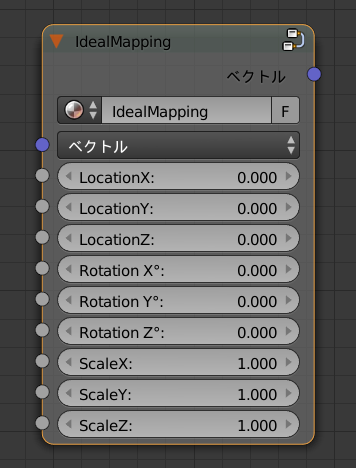 IdealMapping
ベクトル
IdealMapping F
ベクトル
LocationX: 0.000
LocationY: 0.000
LocationZ: 0.000
Rotation X°: 0.000
Rotation Y°: 0.000
Rotation Z°: 0.000
ScaleX: 1.000
ScaleY: 1.000
ScaleZ: 1.000